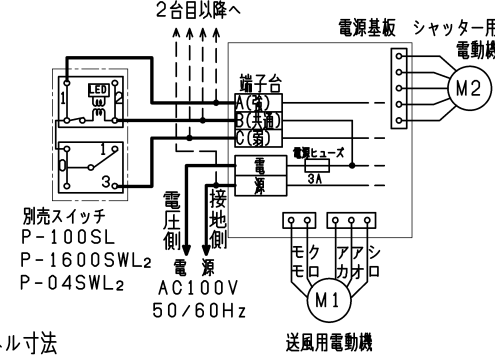 2台目以降へ
電源基板
シャッター用
電動機
M2
LED
1
2
0
1
3
端子台
A(強)
B(共通)
C(弱)
電
源
電源ヒューズ
3A
別売スイッチ
P-100SL
P-1600SWL2
P-04SWL2
電圧側
接地側
電 源
AC100V
50/60Hz
モモ
クロ
アカ
アオ
シロ
M1
送風用電動機
ル寸法